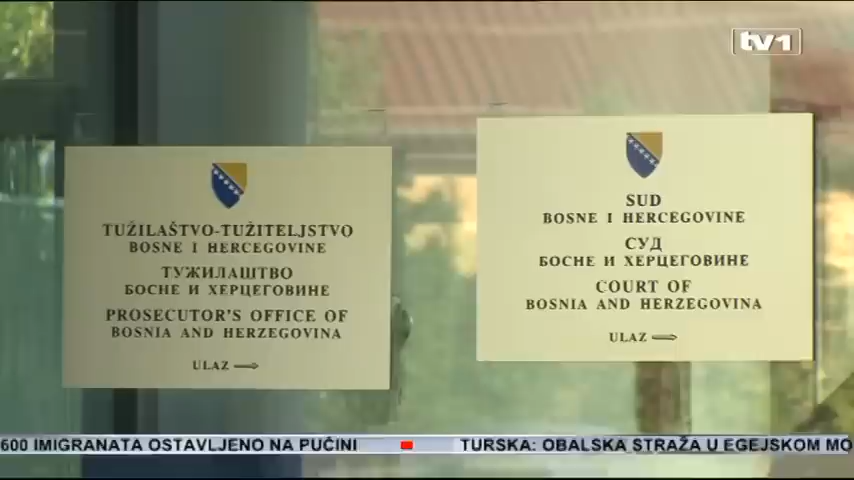 tv1
TUŽILAŠTVO-TUŽITELJSTVO
BOSNE I HERCEGOVINE
ТУЖИЛАШТВО
БОСНЕ И ХЕРЦЕГОВИНЕ
PROSECUTOR'S OFFICE OF
BOSNIA AND HERZEGOVINA
ULAZ
SUD
BOSNE I HERCEGOVINE
СУД
БОСНЕ И ХЕРЦЕГОВИНЕ
COURT OF
BOSNIA AND HERZEGOVINA
ULAZ
600 IMIGRANATA OSTAVLJENO NA PUČINI TURSKA: OBALSKA STRAŽA U EGEJSKOM MO